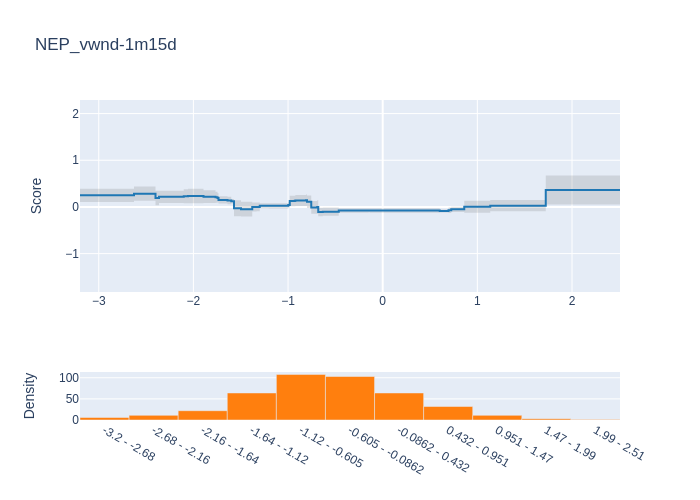 NEP_vwnd-1m15d
Score
2
1
0
−1
−3
−2
−1
0
1
2
Density
100
50
0
-3.2 - -2.68
-2.68 - -2.16
-2.16 - -1.64
-1.64 - -1.12
-1.12 - -0.605
-0.605 - -0.0862
-0.0862 - 0.432
0.432 - 0.951
0.951 - 1.47
1.47 - 1.99
1.99 - 2.51